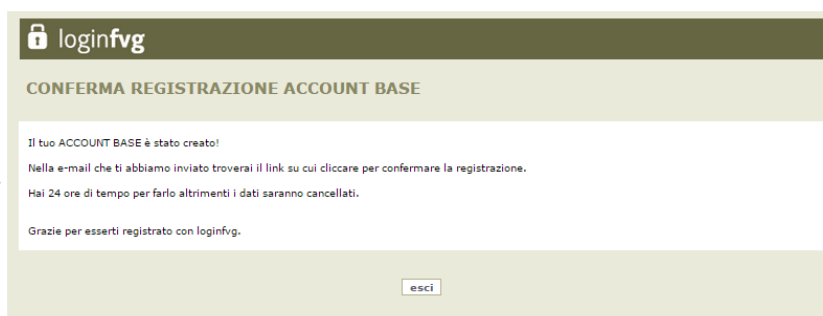 loginfvg
CONFERMA REGISTRAZIONE ACCOUNT BASE
Il tuo ACCOUNT BASE è stato creato!
Nella e-mail che ti abbiamo inviato troverai il link su cui cliccare per confermare la registrazione.
Hai 24 ore di tempo per farlo altrimenti i dati saranno cancellati.
Grazie per esserti registrato con loginfvg.
esci